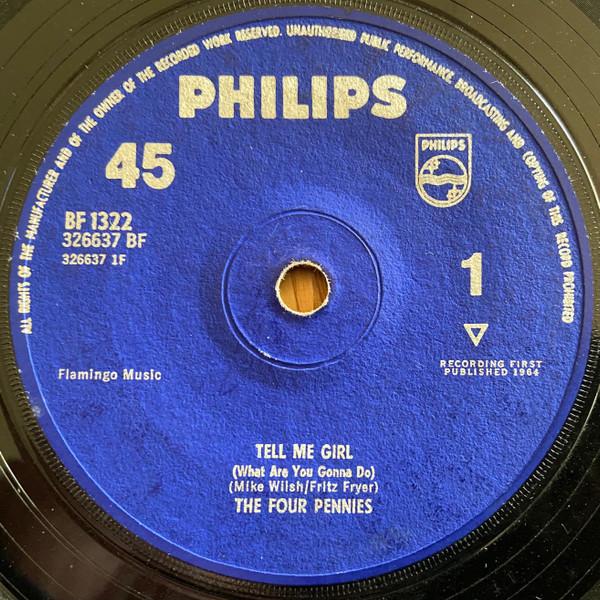 ALL RIGHTS OF THE MANUFACTURER AND OF THE OWNER OF THE RECORDED WORK RESERVED. UNAUTHORISED PUBLIC PERFORMANCE, BROADCASTING AND COPYING OF THIS RECORD PROHIBITED
PHILIPS
45
PHILIPS
BF 1322
326637 BF
326637 1F
1
RECORDING FIRST
PUBLISHED 1964
Flamingo Music
TELL ME GIRL
(What Are You Gonna Do)
(Mike Wilsh/Fritz Fryer)
THE FOUR PENNIES